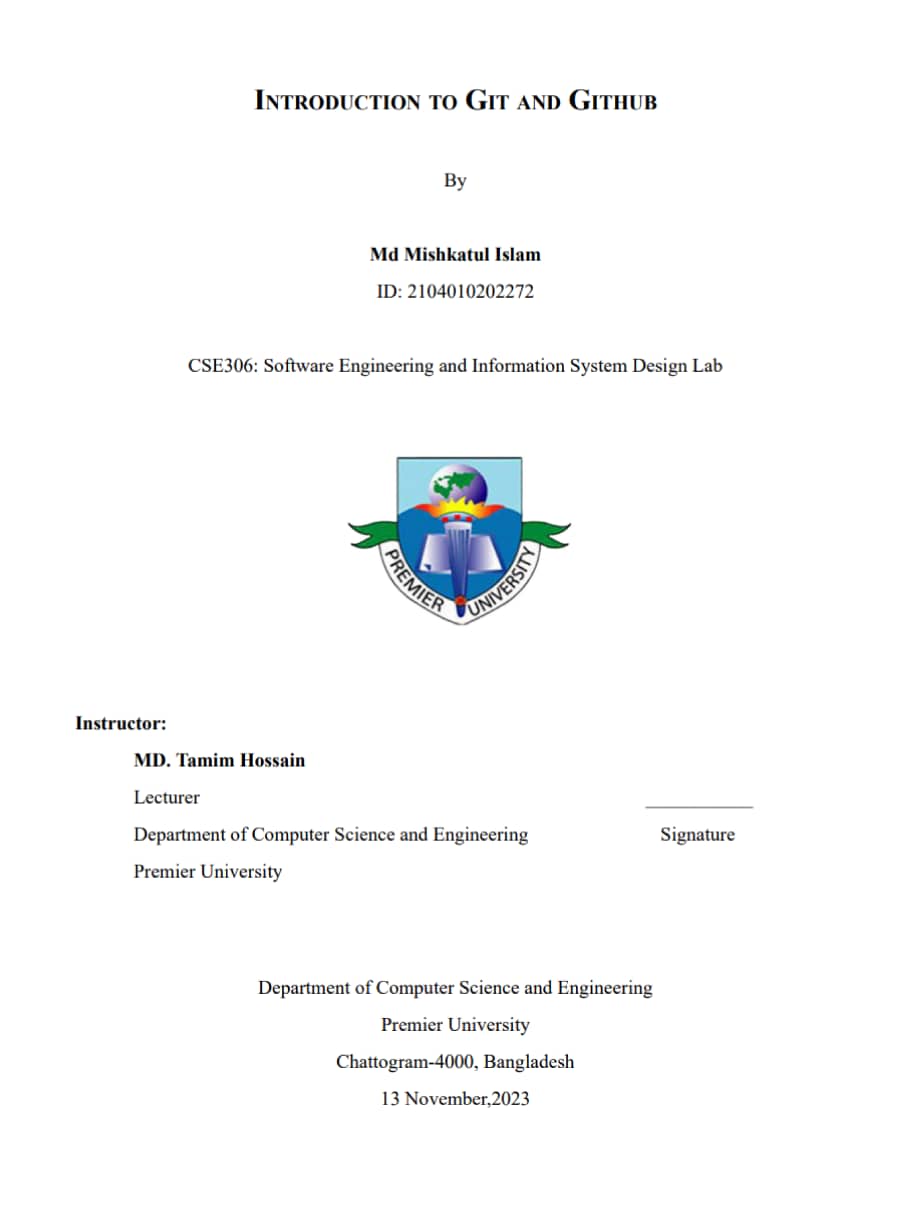 INTRODUCTION TO GIT AND GITHUB
By
Md Mishkatul Islam
ID: 2104010202272
CSE306: Software Engineering and Information System Design Lab
PREMIER UNIVERSITY
Instructor:
MD. Tamim Hossain
Lecturer
Department of Computer Science and Engineering
Signature
Premier University
Department of Computer Science and Engineering
Premier University
Chattogram-4000, Bangladesh
13 November,2023